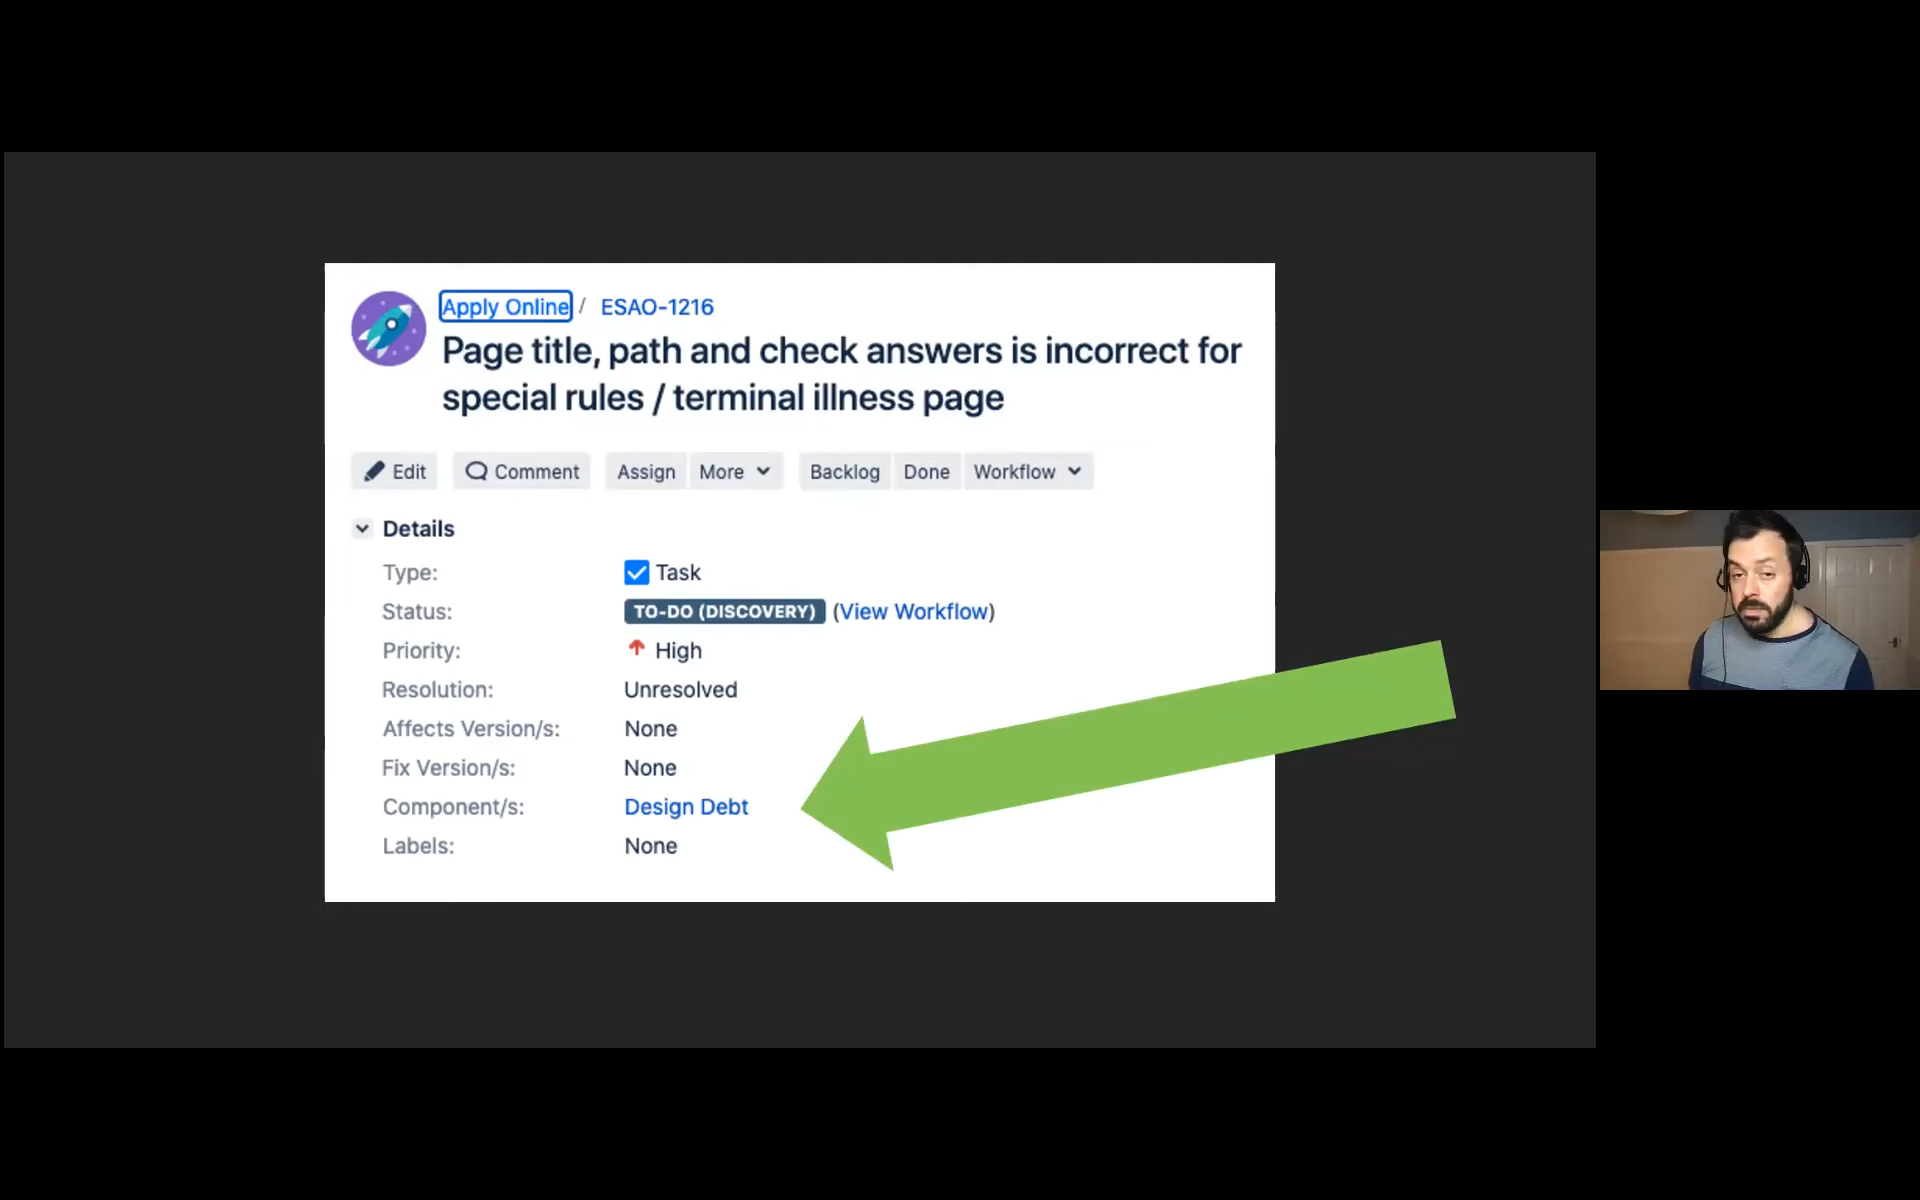 Apply Online / ESAO-1216
Page title, path and check answers is incorrect for
special rules / terminal illness page
Edit Comment Assign More Backlog Done Workflow
Details
Type: Task
Status: TO-DO (DISCOVERY) (View Workflow)
Priority: High
Resolution: Unresolved
Affects Version/s: None
Fix Version/s: None
Component/s: Design Debt
Labels: None